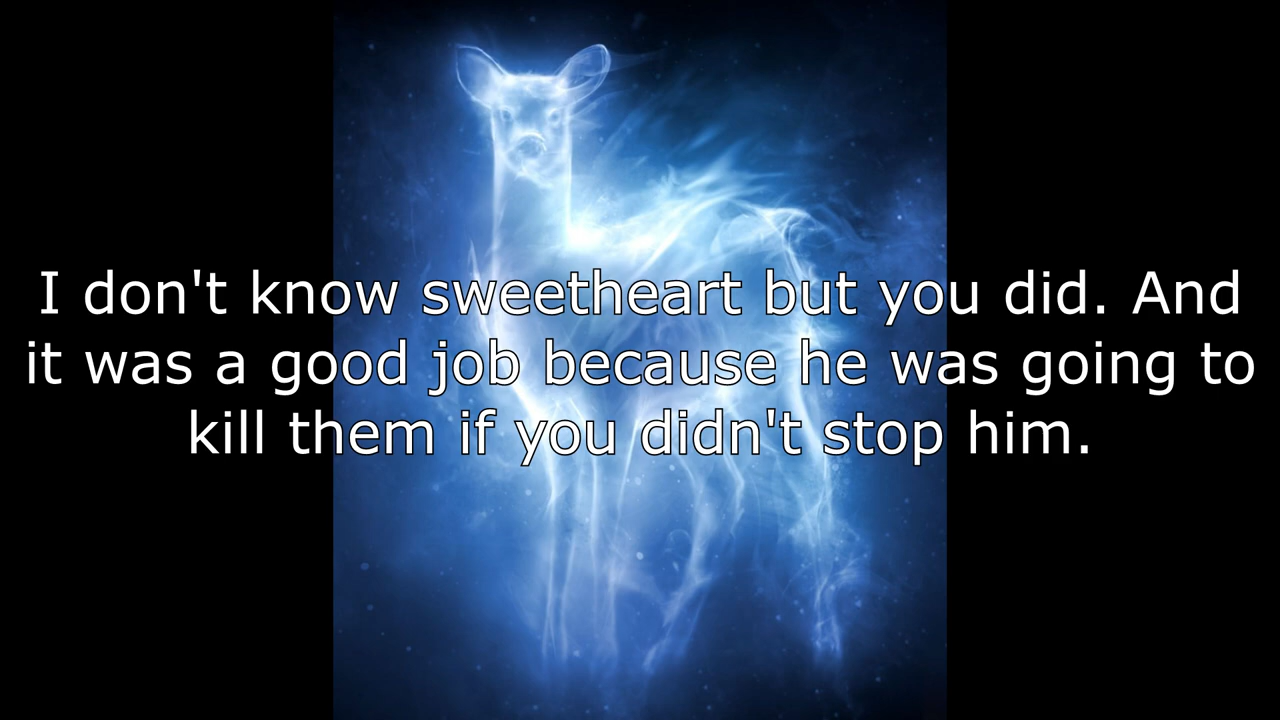 I don't know sweetheart but you did. And
it was a good job because he was going to
kill them if you didn't stop him.